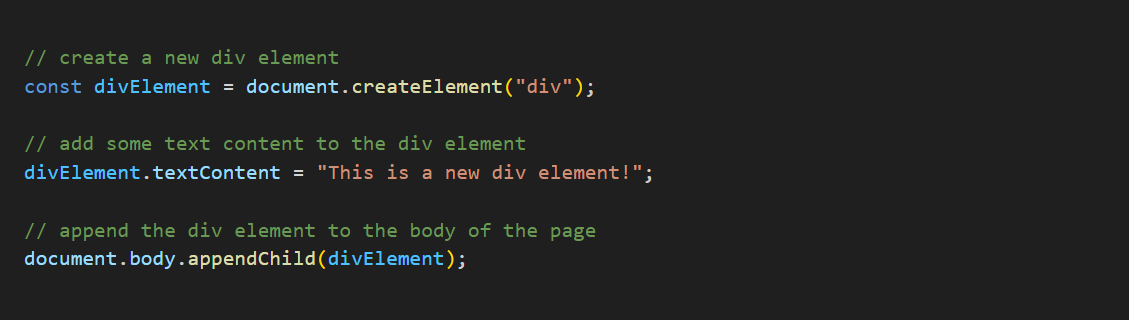 // create a new div element
const divElement = document.createElement("div");
// add some text content to the div element
divElement.textContent = "This is a new div element!";
// append the div element to the body of the page
document.body.appendChild(divElement);